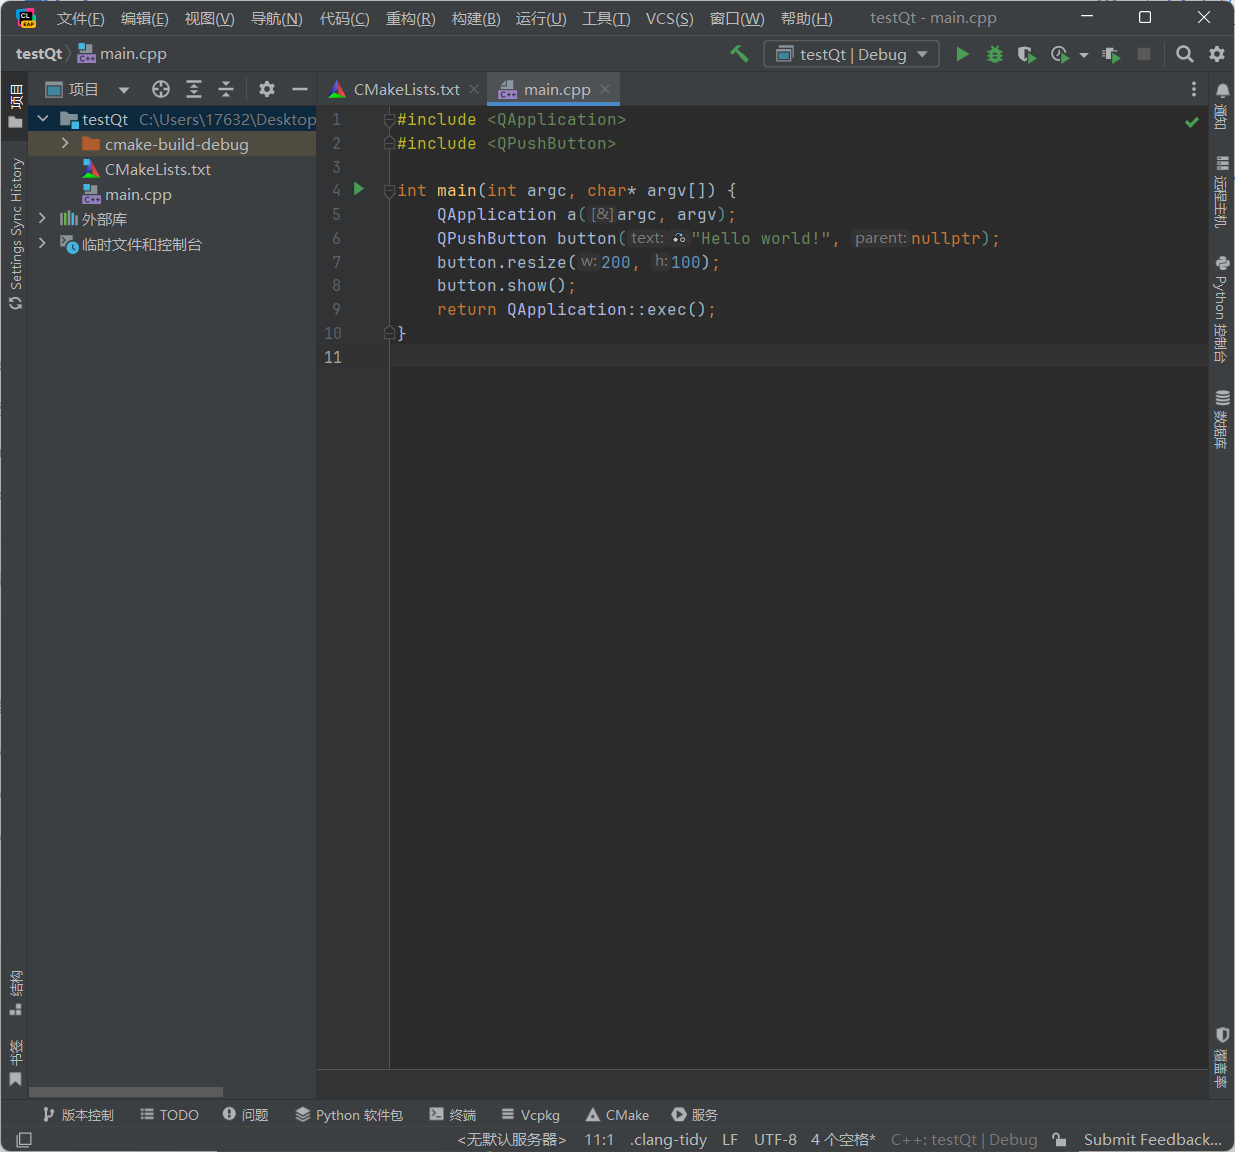 文件(F) 编辑(E) 视图(V) 导航(N) 代码(C) 重构(R) 构建(B) 运行(U) 工具(T) VCS(S) 窗口(W) 帮助(H) testQt - main.cpp
testQt main.cpp testQt | Debug
项目 CMakeLists.txt main.cpp
testQt C:\Users\17632\Desktop
cmake-build-debug
CMakeLists.txt
main.cpp
外部库
临时文件和控制台
项目
Settings Sync History
结构
书签
1 #include <QApplication>
2 #include <QPushButton>
3
4 int main(int argc, char* argv[]) {
5 QApplication a([&]argc, argv);
6 QPushButton button(text: "Hello world!", parent: nullptr);
7 button.resize(w: 200, h: 100);
8 button.show();
9 return QApplication::exec();
10 }
11
通知
远程主机
Python 控制台
数据库
覆盖率
版本控制 TODO 问题 Python 软件包 终端 Vcpkg CMake 服务
<无默认服务器> 11:1 .clang-tidy LF UTF-8 4 个空格* C++: testQt | Debug Submit Feedback...